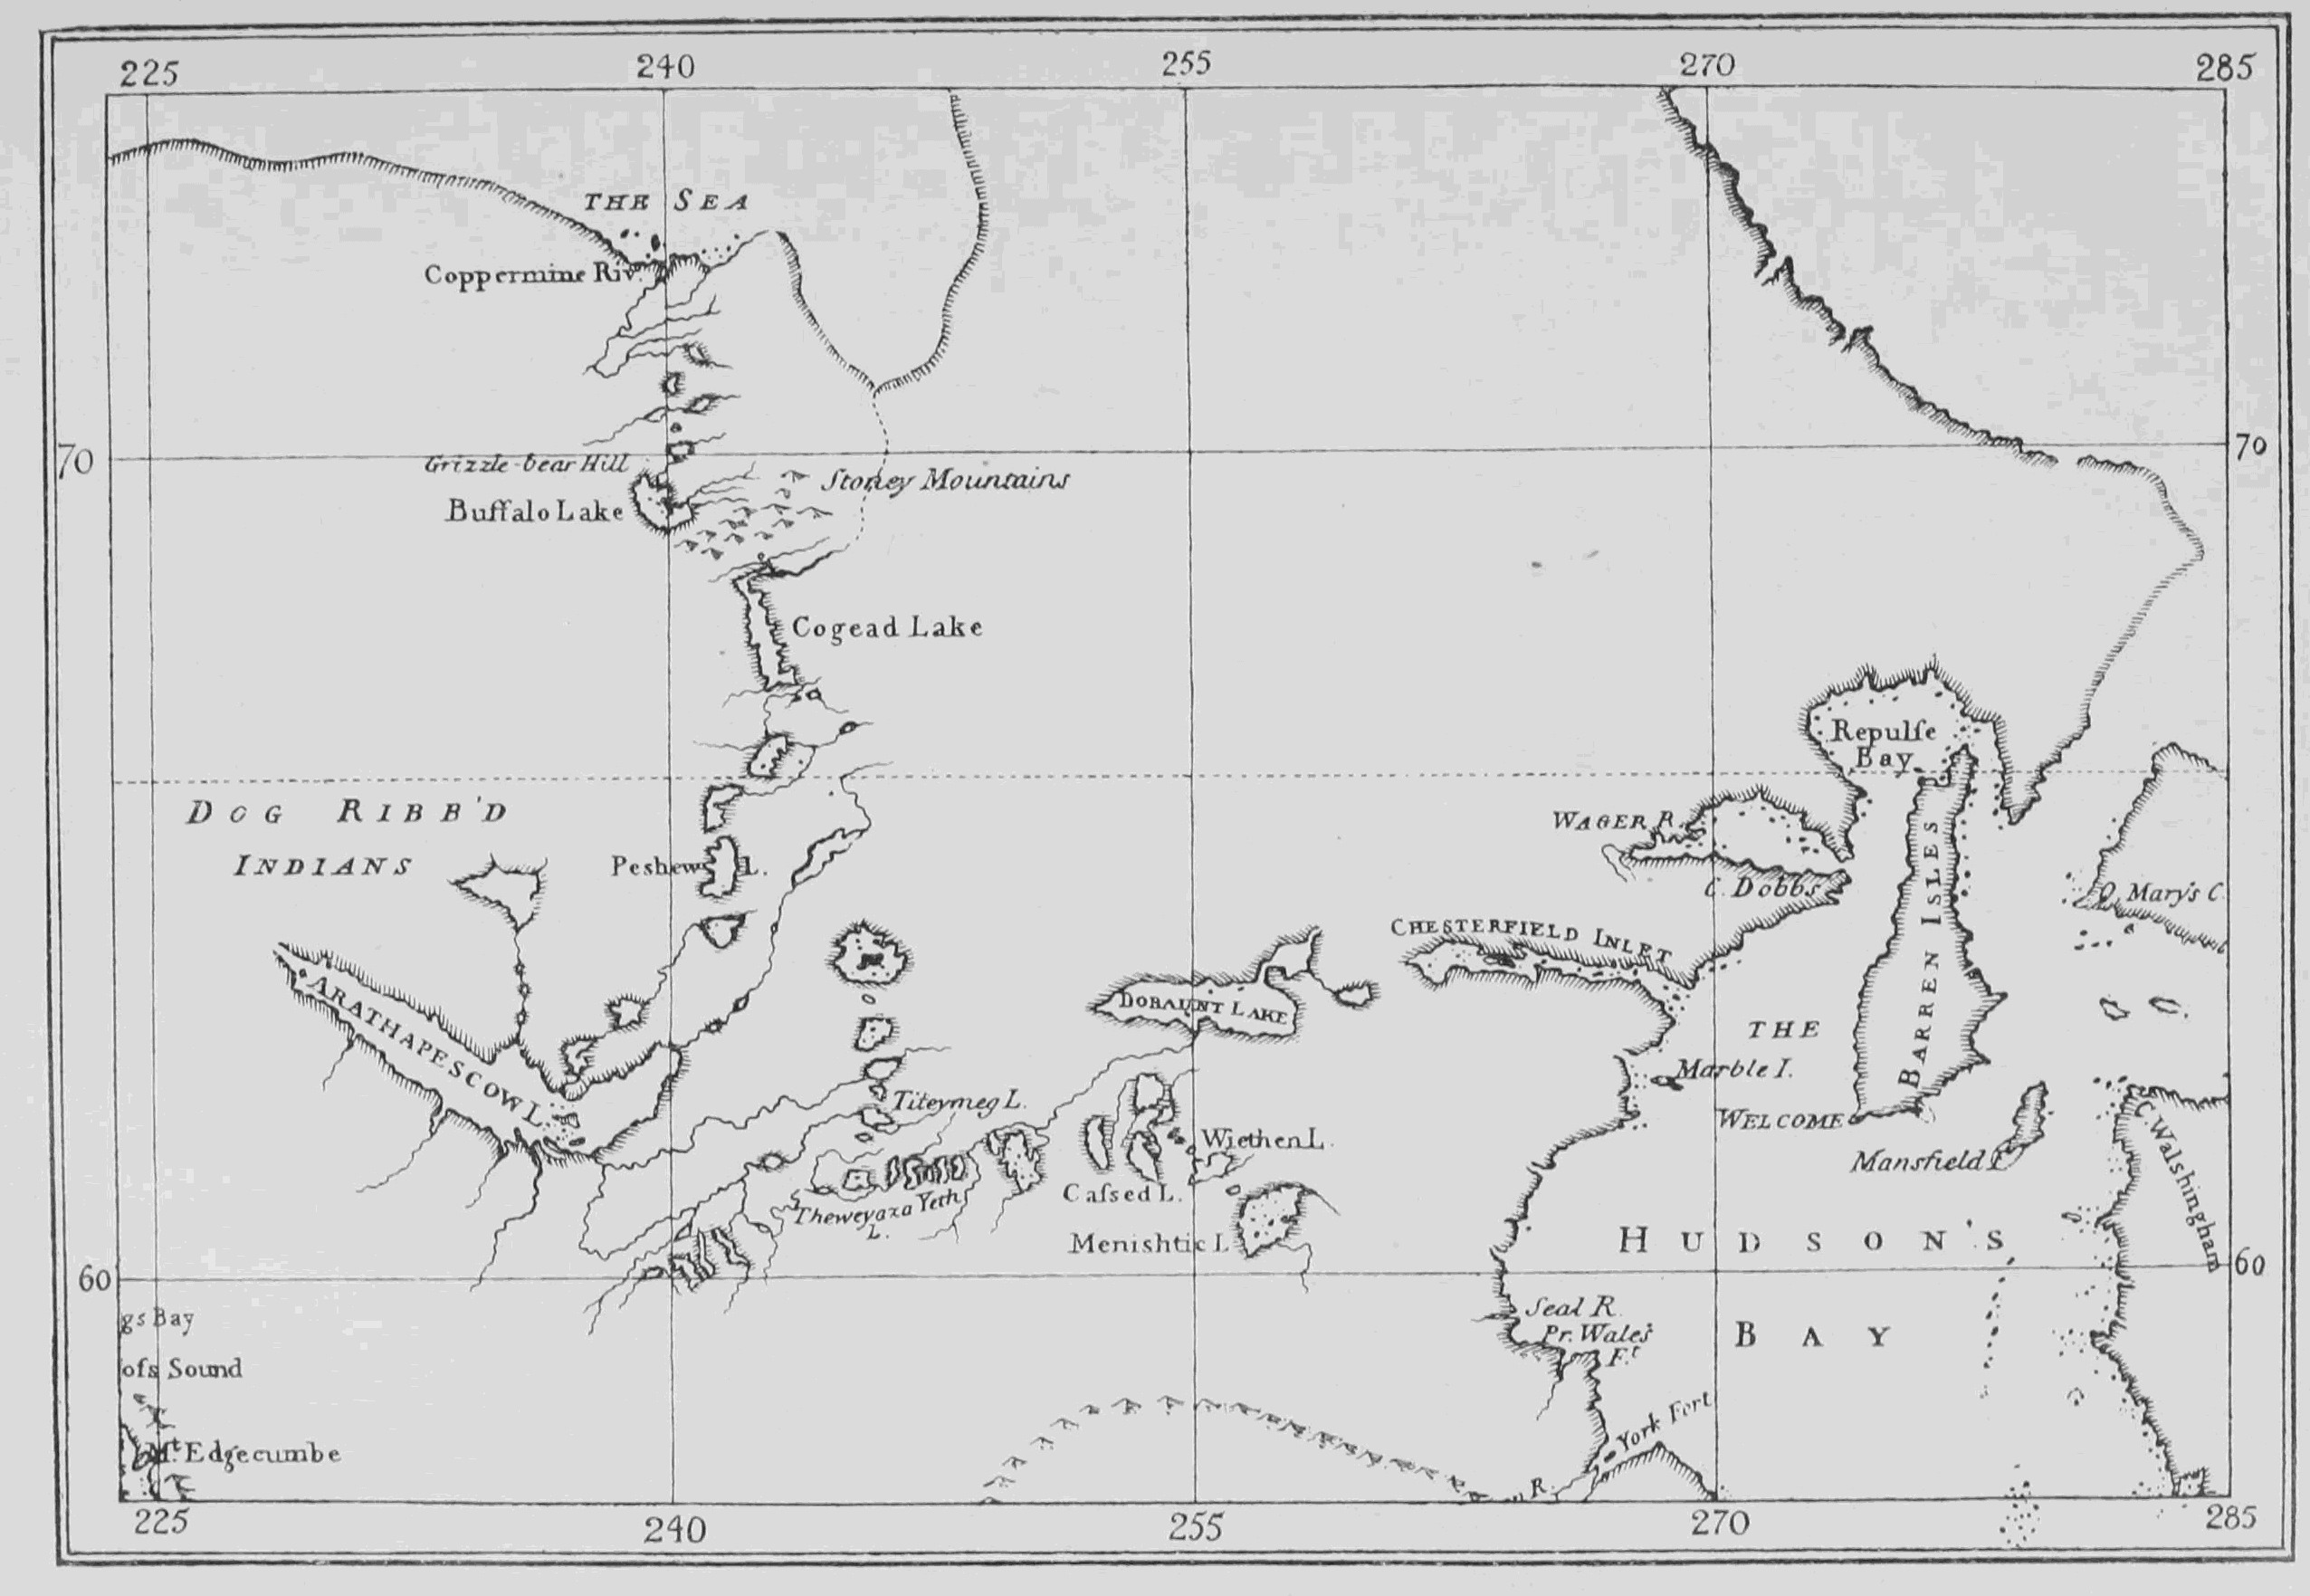 225 240 255 270 285
THE SEA
Coppermine Riv.
70
Grizzle-bear Hill
70
Stoney Mountains
Buffalo Lake
Cogead Lake
Repulse
Bay
DOG RIBB'D
INDIANS
WAGER R.
Peshew L.
C. Dobbs
Q. Mary's C.
CHESTERFIELD INLET
BARREN ISLES
ARATHAPESCOW L.
DOBAUNT LAKE
THE
Marble I.
WELCOME
Titeymeg L.
Wiethen L.
C. Walshingham
Mansfield I.
Cassed L.
Theweyaza Yeth
L.
Menishtic L
HUDSON'S
60
60
gs Bay
Seal R.
Pr. Wales's
F.t
BAY
ofs Sound
York Fort
Mt. Edgecumbe
R.
225 240 255 270 285